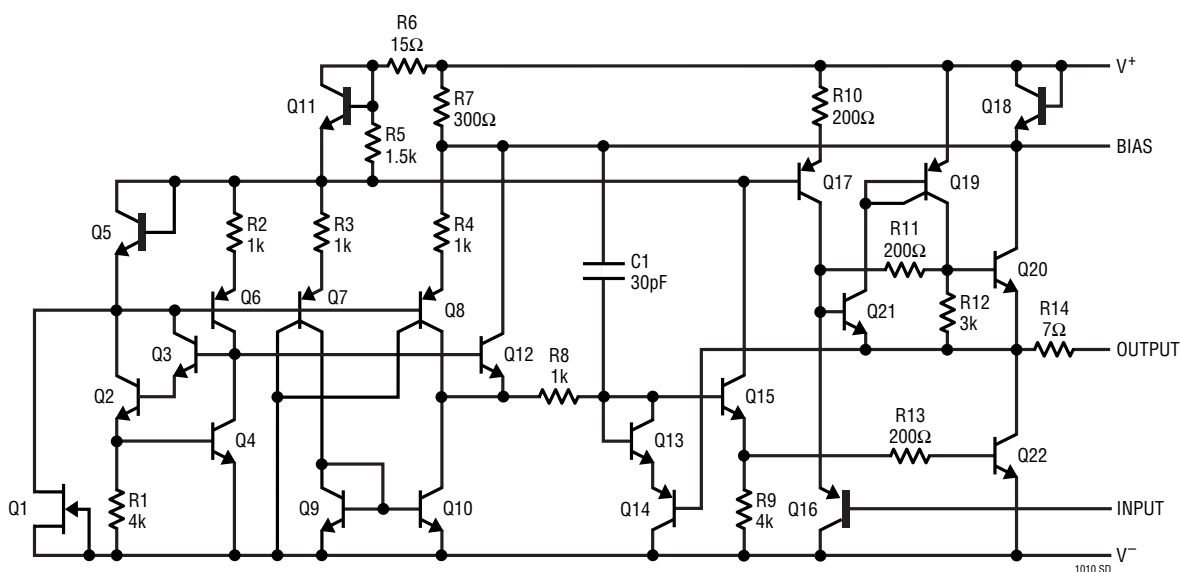 R6
15Ω
V+
Q11
R7
300Ω
R10
200Ω
Q18
R5
1.5k
BIAS
Q17
Q19
Q5
R2
1k
R3
1k
R4
1k
R11
200Ω
C1
30pF
Q20
Q6
Q7
Q8
Q21
R12
3k
R14
7Ω
Q3
Q12
R8
1k
OUTPUT
Q2
Q15
Q4
Q13
R13
200Ω
Q22
Q1
R1
4k
Q9
Q10
Q14
R9
4k
Q16
INPUT
V–
1010 SD